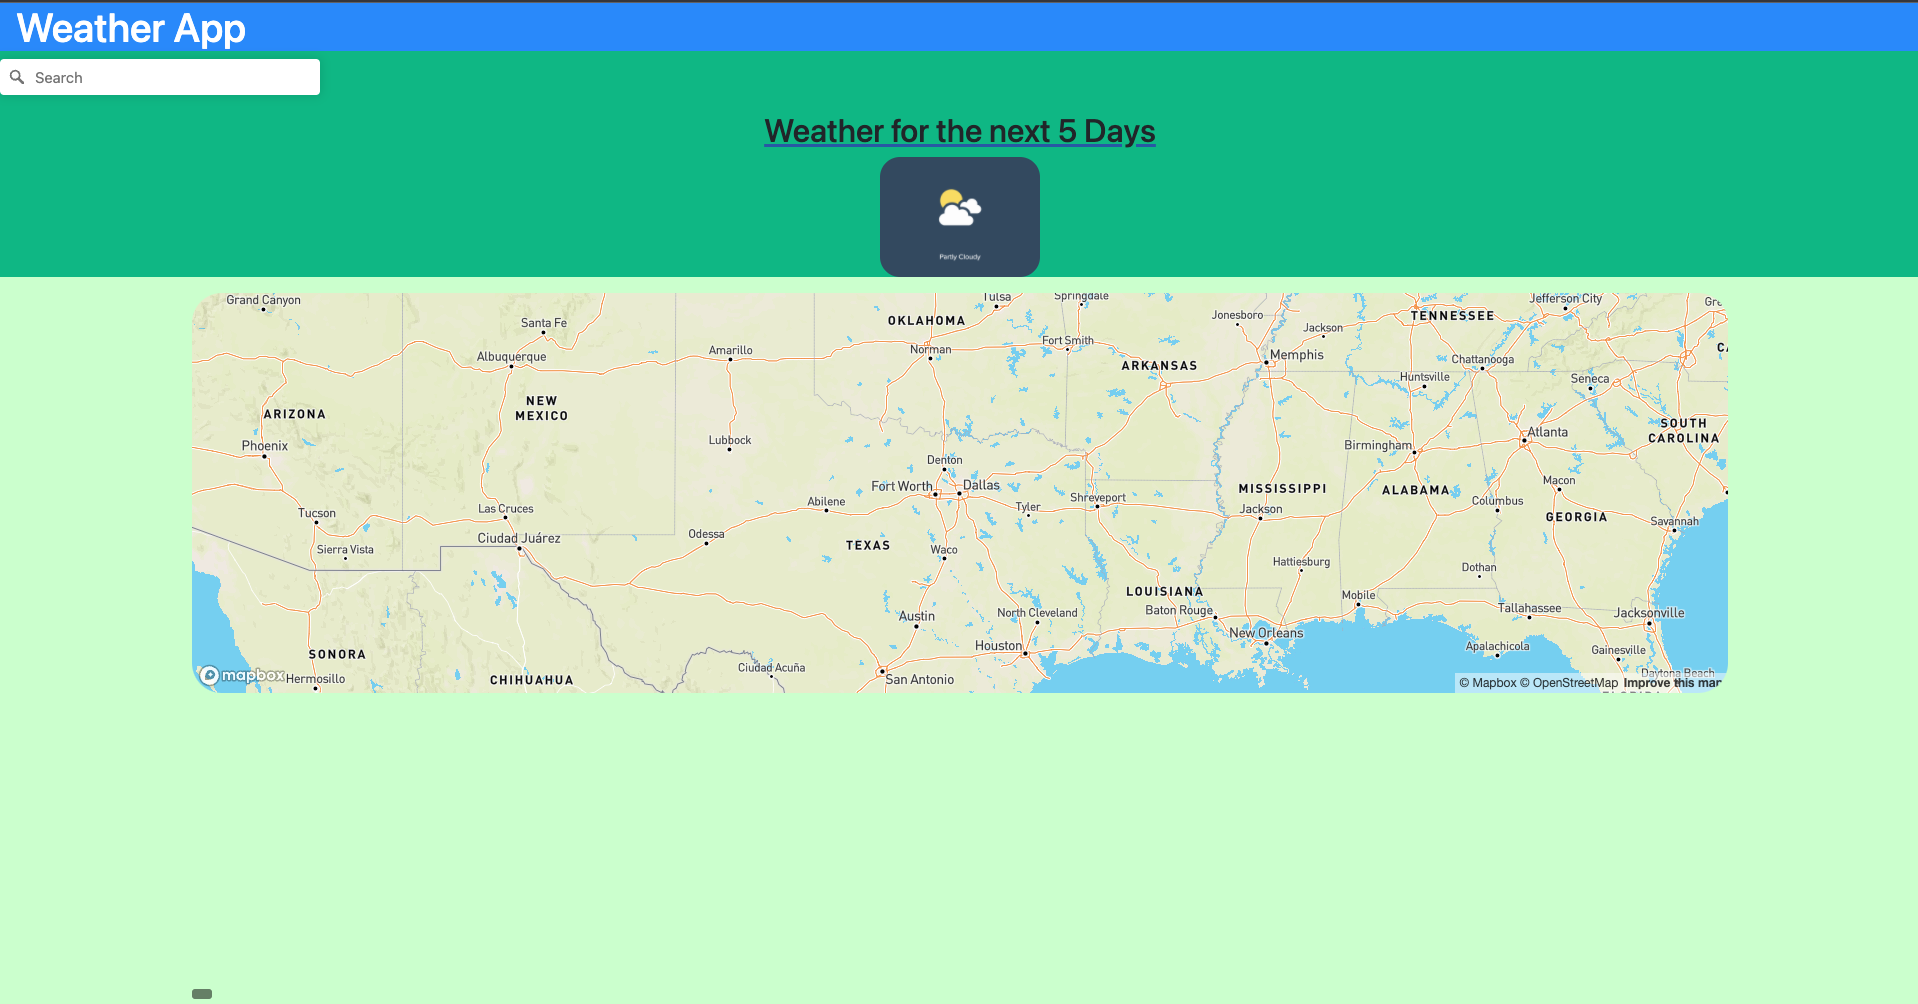 Weather App
Search
Weather for the next 5 Days
Partly Cloudy
Grand Canyon
Tulsa
Springdale
Jefferson City
Santa Fe
OKLAHOMA
Jonesboro
TENNESSEE
Jackson
Albuquerque
Amarillo
Norman
Fort Smith
Memphis
Chattanooga
ARKANSAS
Huntsville
Seneca
NEW
MEXICO
ARIZONA
SOUTH
CAROLINA
Phoenix
Lubbock
Birmingham
Atlanta
Denton
Fort Worth
Dallas
Macon
MISSISSIPPI
ALABAMA
Abilene
Shreveport
Columbus
Tucson
Las Cruces
Tyler
Jackson
GEORGIA
Savannah
Ciudad Juárez
Odessa
Sierra Vista
TEXAS
Waco
Hattiesburg
Dothan
LOUISIANA
Mobile
Baton Rouge
Tallahassee
Jacksonville
Austin
North Cleveland
New Orleans
Houston
Apalachicola
Gainesville
SONORA
Ciudad Acuña
Daytona Beach
mapbox
Hermosillo
CHIHUAHUA
San Antonio
© Mapbox © OpenStreetMap Improve this map